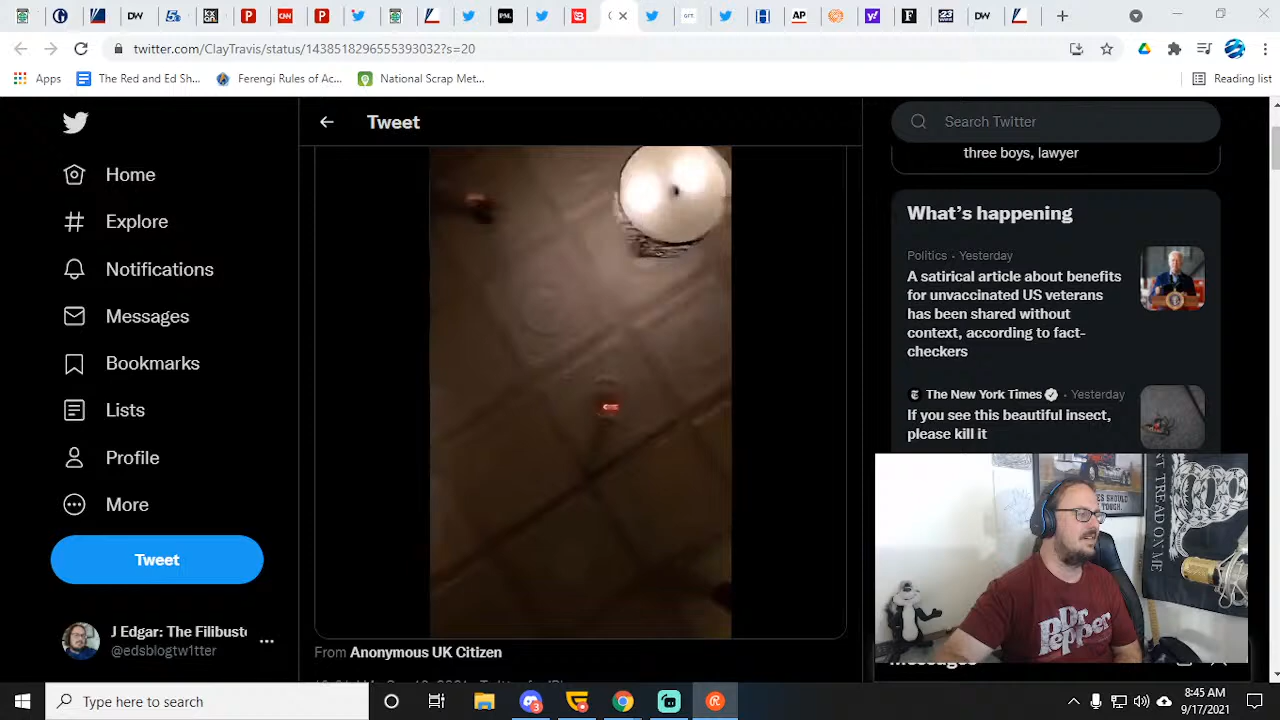 twitter.com/ClayTravis/status/1438518296555393032?s=20
Apps
The Red and Ed Sh...
Ferengi Rules of Ac...
National Scrap Met...
Reading list
Home
Explore
Notifications
Messages
Bookmarks
Lists
Profile
More
Tweet
J Edgar: The Filibust
@edsblogtw1tter
Tweet
From Anonymous UK Citizen
Search Twitter
three boys, lawyer
What's happening
Politics · Yesterday
A satirical article about benefits
for unvaccinated US veterans
has been shared without
context, according to fact-
checkers
The New York Times · Yesterday
If you see this beautiful insect,
please kill it
Dr
Pepper
Type here to search
8:45 AM
9/17/2021